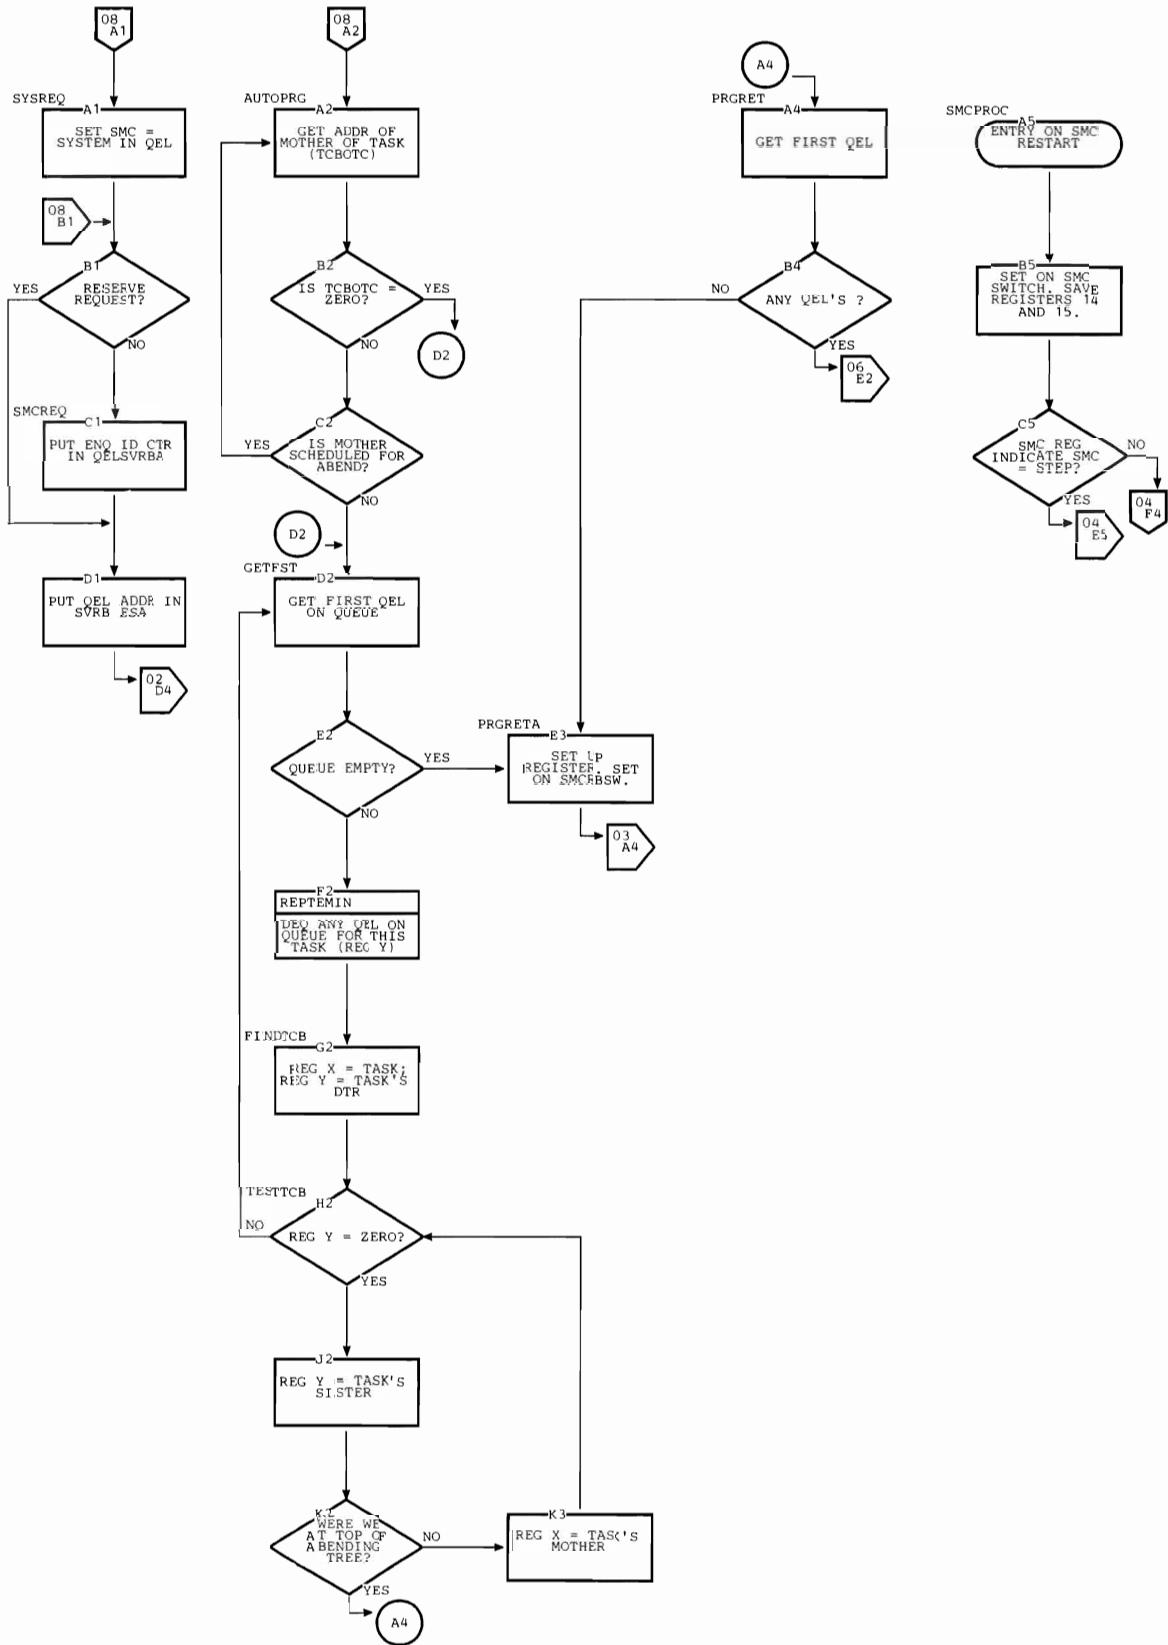 08
A1
SYSREQ
A1
SET SMC =
SYSTEM IN QEL
08
B1
B1
RESERVE
REQUEST?
YES
NO
SMCREQ
C1
PUT ENQ ID CTR
IN QELSVRBA
D1
PUT QEL ADDR IN
SVRB ESA
02
D4
08
A2
AUTOPRG
A2
GET ADDR OF
MOTHER OF TASK
(TCBOTC)
B2
IS TCBOTC =
ZERO?
YES
D2
NO
C2
IS MOTHER
SCHEDULED FOR
ABEND?
YES
NO
D2
GETFST
D2
GET FIRST QEL
ON QUEUE
E2
QUEUE EMPTY?
YES
NO
PRGRETA
E3
SET UP
REGISTER. SET
ON SMCRBSW.
03
A4
F2
REPTEMIN
DEQ ANY QEL ON
QUEUE FOR THIS
TASK (REG Y)
FINDTCB
G2
REG X = TASK;
REG Y = TASK'S
DTR
TESTTCB
H2
REG Y = ZERO?
NO
YES
J2
REG Y = TASK'S
SISTER
K2
WERE WE
AT TOP OF
ABENDING
TREE?
NO
YES
A4
K3
REG X = TASK'S
MOTHER
A4
PRGRET
A4
GET FIRST QEL
B4
ANY QEL'S ?
NO
YES
06
E2
SMCPROC
A5
ENTRY ON SMC
RESTART
B5
SET ON SMC
SWITCH. SAVE
REGISTERS 14
AND 15.
C5
SMC REG
INDICATE SMC
= STEP?
NO
04
F4
YES
04
E5